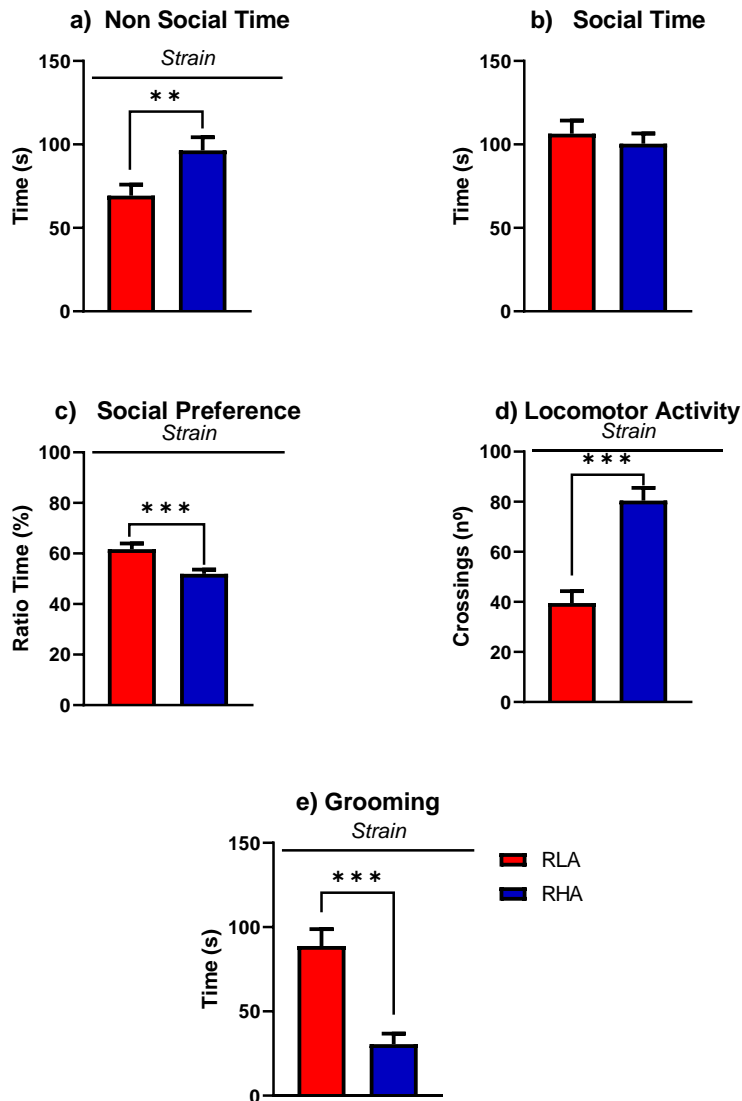 a) Non Social Time
Strain
**
150
100
50
0
Time (s)
b) Social Time
150
100
50
0
Time (s)
c) Social Preference
Strain
***
100
80
60
40
20
0
Ratio Time (%)
d) Locomotor Activity
Strain
***
100
80
60
40
20
0
Crossings (nº)
e) Grooming
Strain
***
150
100
50
0
Time (s)
RLA
RHA